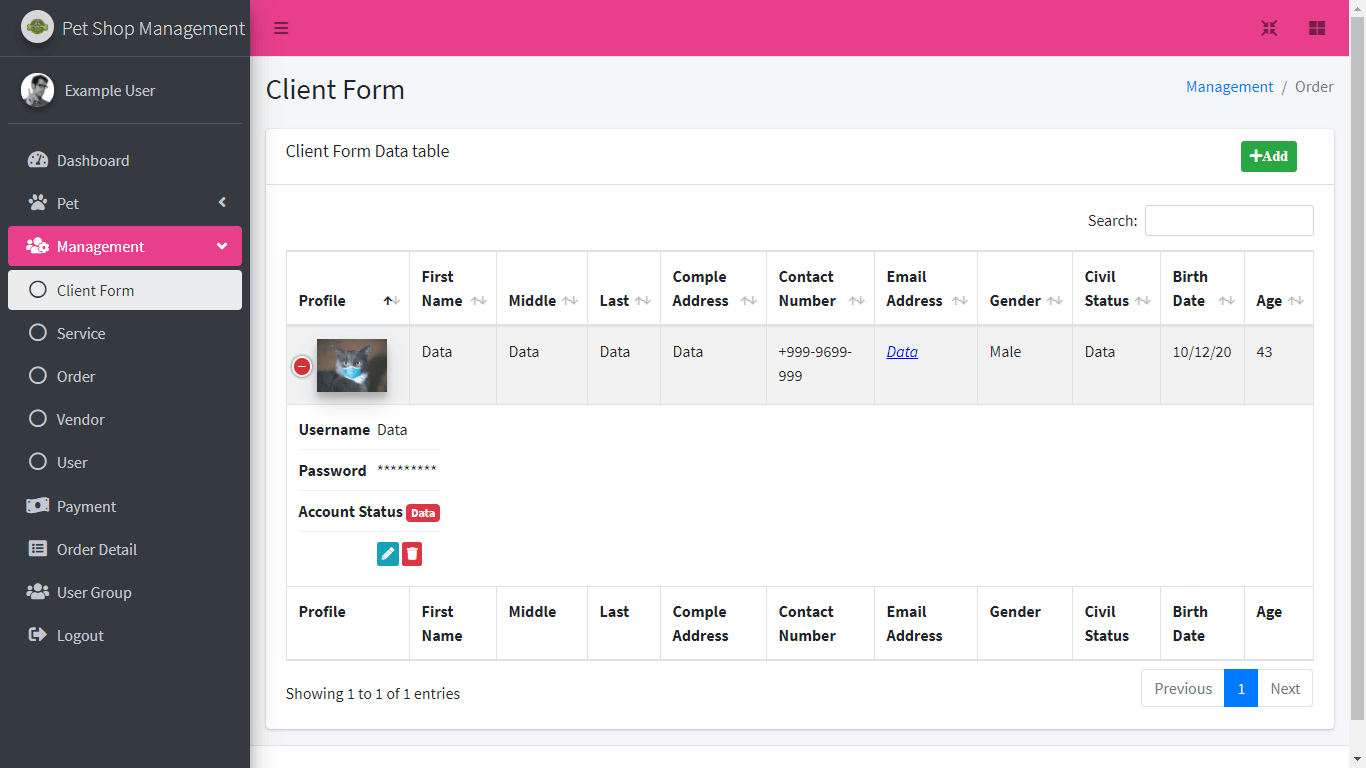 Pet Shop Management
Example User
Dashboard
Pet
Management
Client Form
Service
Order
Vendor
User
Payment
Order Detail
User Group
Logout
Client Form
Management / Order
Client Form Data table
Add
Search:
Profile First Name Middle Last Comple Address Contact Number Email Address Gender Civil Status Birth Date Age
Data Data Data Data +999-9699-999 Data Male Data 10/12/20 43
Username Data
Password *********
Account Status Data
Profile First Name Middle Last Comple Address Contact Number Email Address Gender Civil Status Birth Date Age
Showing 1 to 1 of 1 entries
Previous 1 Next